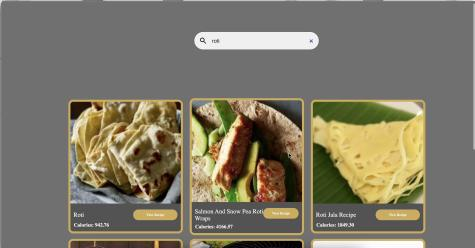 roti
Roti
View Recipe
Calories: 942.76
Salmon And Snow Pea Roti
Wraps
View Recipe
Calories: 4166.57
Roti Jala Recipe
View Recipe
Calories: 1849.30